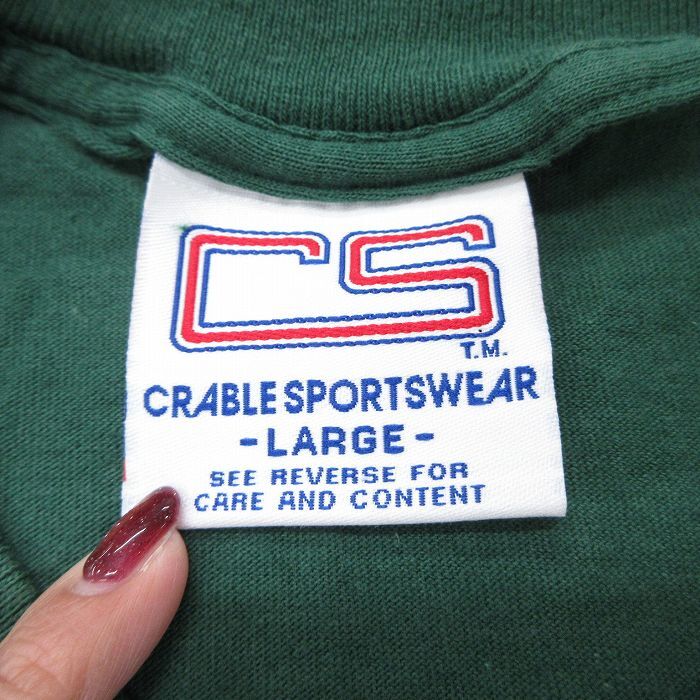 CS
T.M.
CRABLE SPORTSWEAR
-LARGE-
SEE REVERSE FOR
CARE AND CONTENT